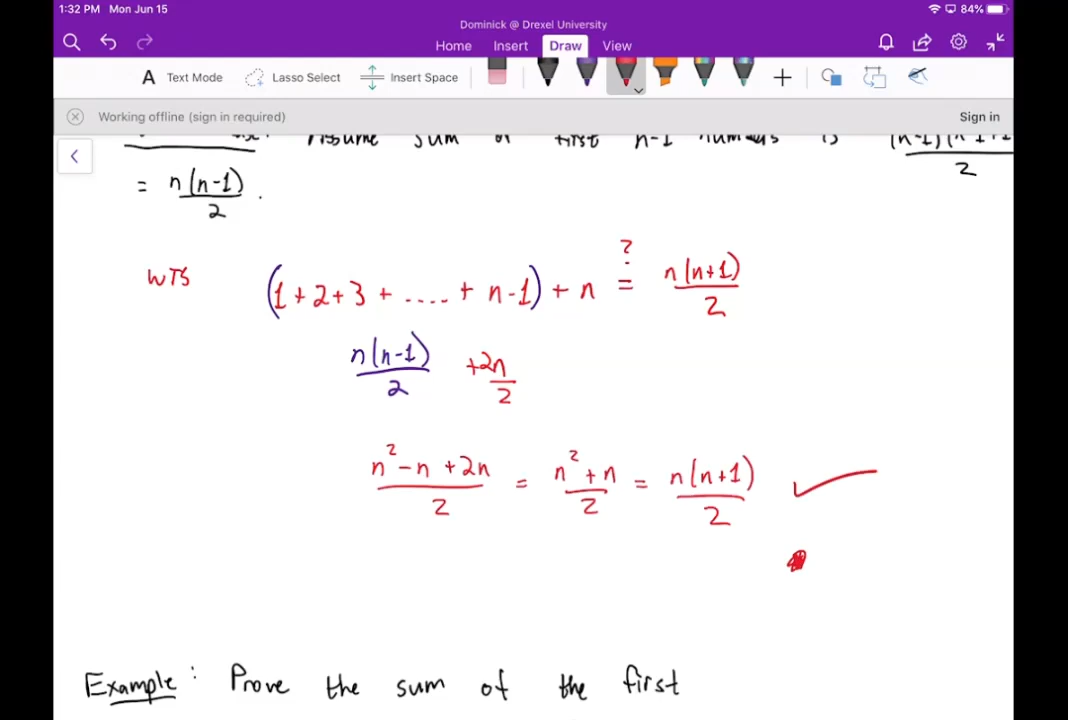 1:32 PM Mon Jun 15
84%
Dominick @ Drexel University
Home Insert Draw View
A Text Mode Lasso Select Insert Space
Working offline (sign in required) Sign in
Assume sum of first n-1 numbers is (n-1)(n-1+1)/2
= n(n-1)/2 .
WTS (1+2+3 + .... + n-1) + n ?= n(n+1)/2
n(n-1)/2 +2n/2
n²-n+2n/2 = n²+n/2 = n(n+1)/2 ✓
Example: Prove the sum of the first